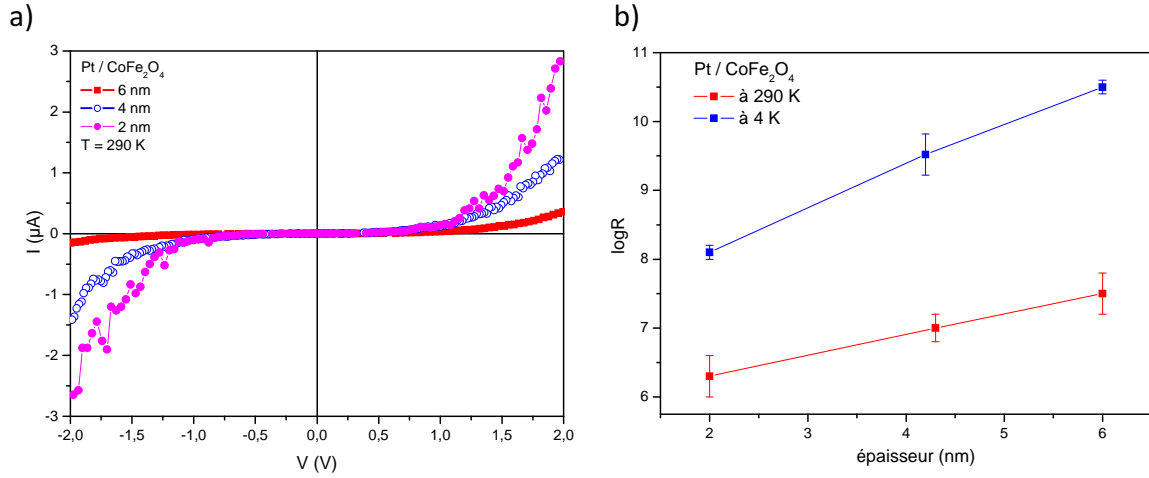 a)
Pt / CoFe2O4
6 nm
4 nm
2 nm
T = 290 K
3
2
1
0
-1
-2
-3
I (µA)
-2,0 -1,5 -1,0 -0,5 0,0 0,5 1,0 1,5 2,0
V (V)
b)
Pt / CoFe2O4
à 290 K
à 4 K
11
10
9
8
7
6
logR
2 3 4 5 6
épaisseur (nm)